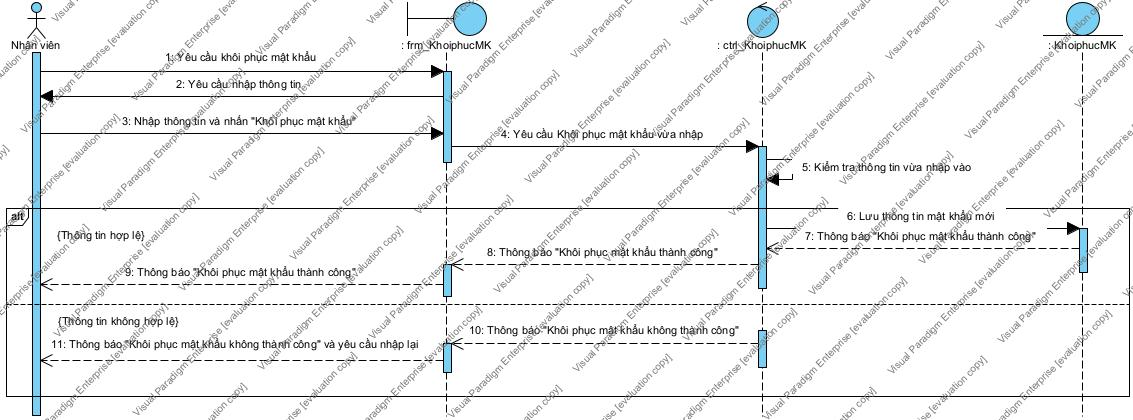 Nhân viên
: frm_KhoiphucMK
: ctrl_KhoiphucMK
: KhoiphucMK
1: Yêu cầu khôi phục mật khẩu
2: Yêu cầu nhập thông tin
3: Nhập thông tin và nhấn "Khôi phục mật khẩu"
4: Yêu cầu Khôi phục mật khẩu vừa nhập
5: Kiểm tra thông tin vừa nhập vào
alt
6: Lưu thông tin mật khẩu mới
{Thông tin hợp lệ}
7: Thông báo "Khôi phục mật khẩu thành công"
8: Thông báo "Khôi phục mật khẩu thành công"
9: Thông báo "Khôi phục mật khẩu thành công"
{Thông tin không hợp lệ}
10: Thông báo "Khôi phục mật khẩu không thành công"
11: Thông báo "Khôi phục mật khẩu không thành công" và yêu cầu nhập lại
Visual Paradigm Enterprise [evaluation copy]